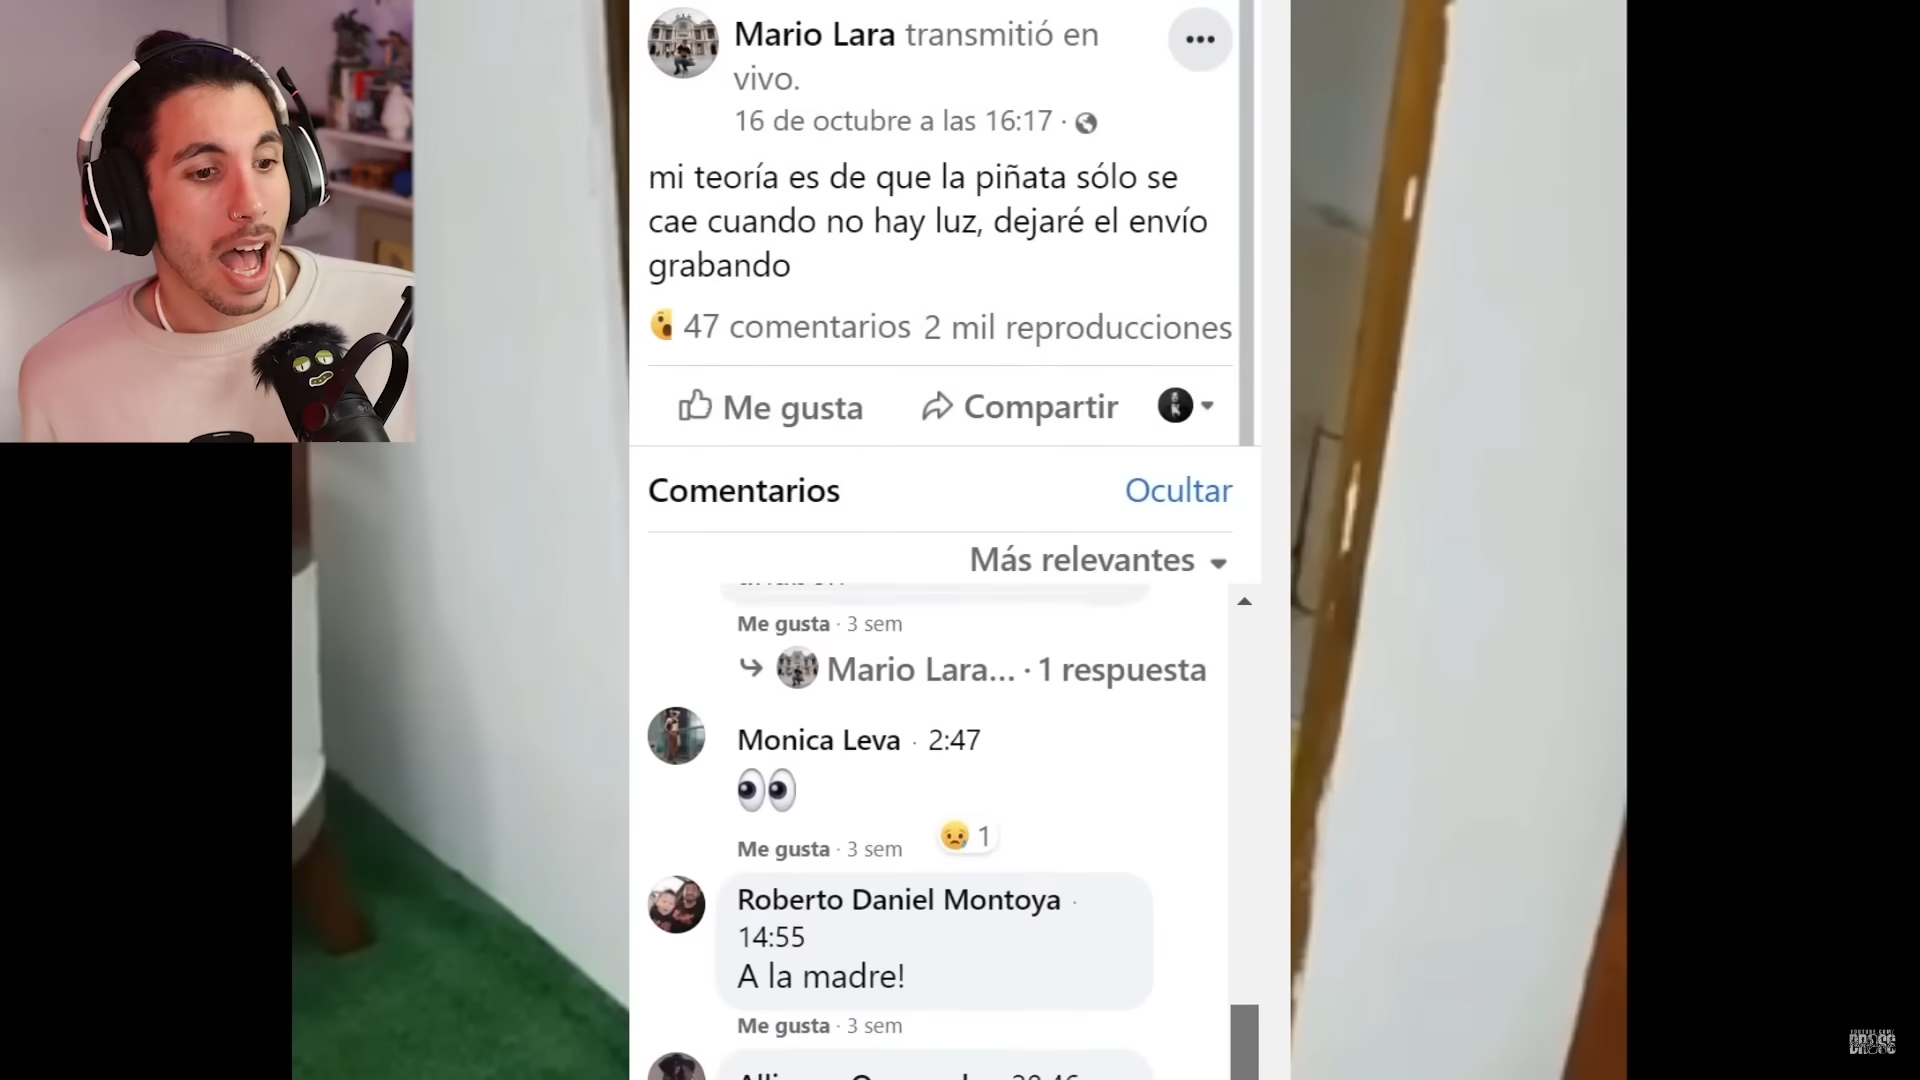 Mario Lara transmitió en
vivo.
16 de octubre a las 16:17 ·
mi teoría es de que la piñata sólo se
cae cuando no hay luz, dejaré el envío
grabando
47 comentarios 2 mil reproducciones
Me gusta Compartir
Comentarios Ocultar
Más relevantes
Me gusta · 3 sem
Mario Lara... · 1 respuesta
Monica Leva · 2:47
👀
1
Me gusta · 3 sem
Roberto Daniel Montoya ·
14:55
A la madre!
Me gusta · 3 sem
YOUTUBE.COM/